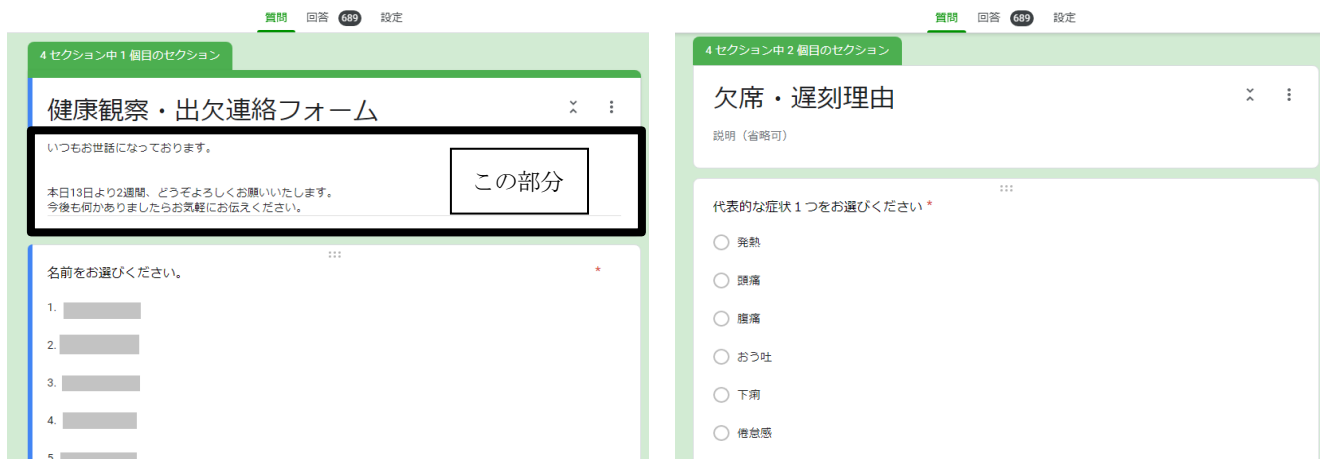 質問 回答 689 設定
4 セクション中 1 個目のセクション
健康観察・出欠連絡フォーム
いつもお世話になっております。
本日13日より2週間、どうぞよろしくお願いいたします。
今後も何かありましたらお気軽にお伝えください。
この部分
名前をお選びください。 *
1.
2.
3.
4.
5.
質問 回答 689 設定
4 セクション中 2 個目のセクション
欠席・遅刻理由
説明（省略可）
代表的な症状１つをお選びください *
発熱
頭痛
腹痛
おう吐
下痢
倦怠感